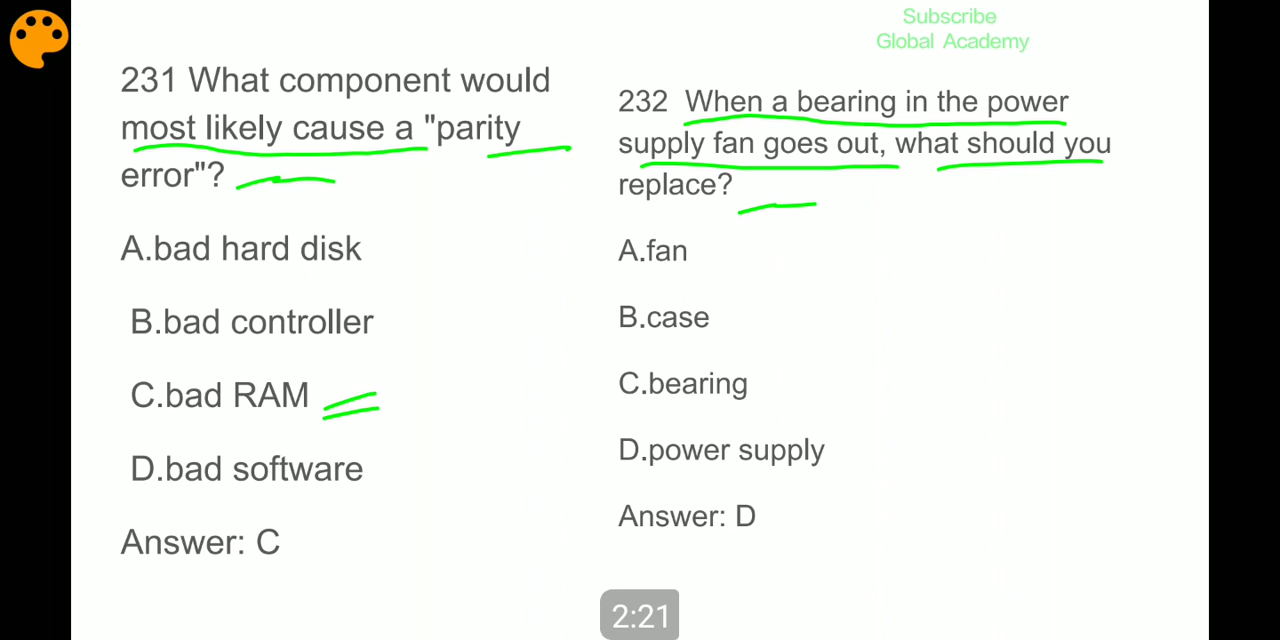 Subscribe
Global Academy
231 What component would
most likely cause a "parity
error"?
A.bad hard disk
B.bad controller
C.bad RAM
D.bad software
Answer: C
232 When a bearing in the power
supply fan goes out, what should you
replace?
A.fan
B.case
C.bearing
D.power supply
Answer: D
2:21